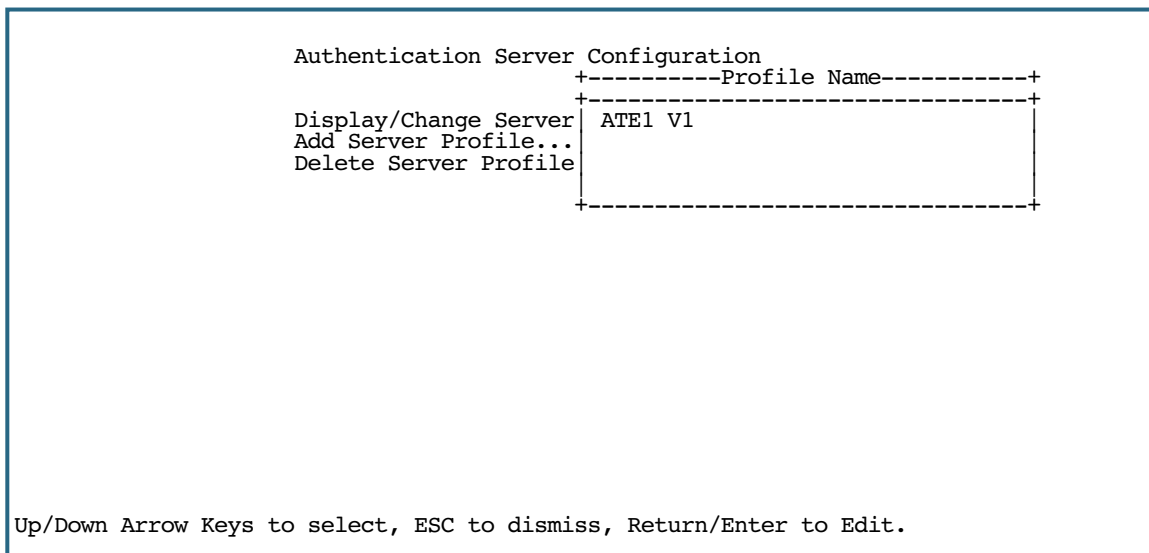 Authentication Server Configuration
+----------Profile Name-----------+
+---------------------------------+
Display/Change Server| ATE1 V1 |
Add Server Profile...| |
Delete Server Profile| |
| |
+---------------------------------+
Up/Down Arrow Keys to select, ESC to dismiss, Return/Enter to Edit.